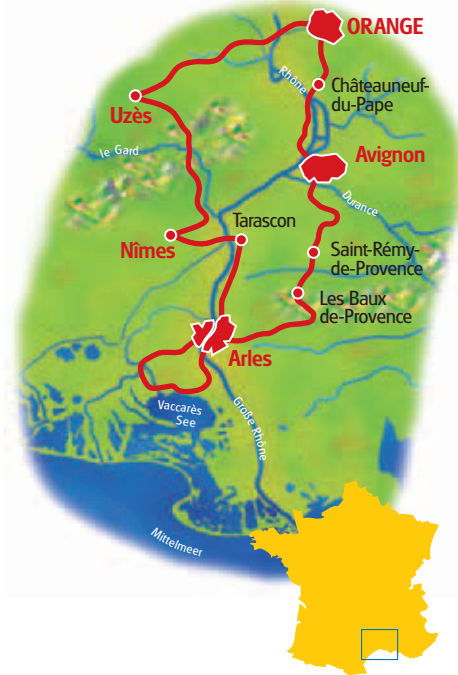 ORANGE
Rhône
Châteauneuf-
du-Pape
Uzès
le Gard
Avignon
Durance
Tarascon
Nîmes
Saint-Rémy-
de-Provence
Les Baux
de-Provence
Arles
Vaccarès
See
Große Rhône
Mittelmeer